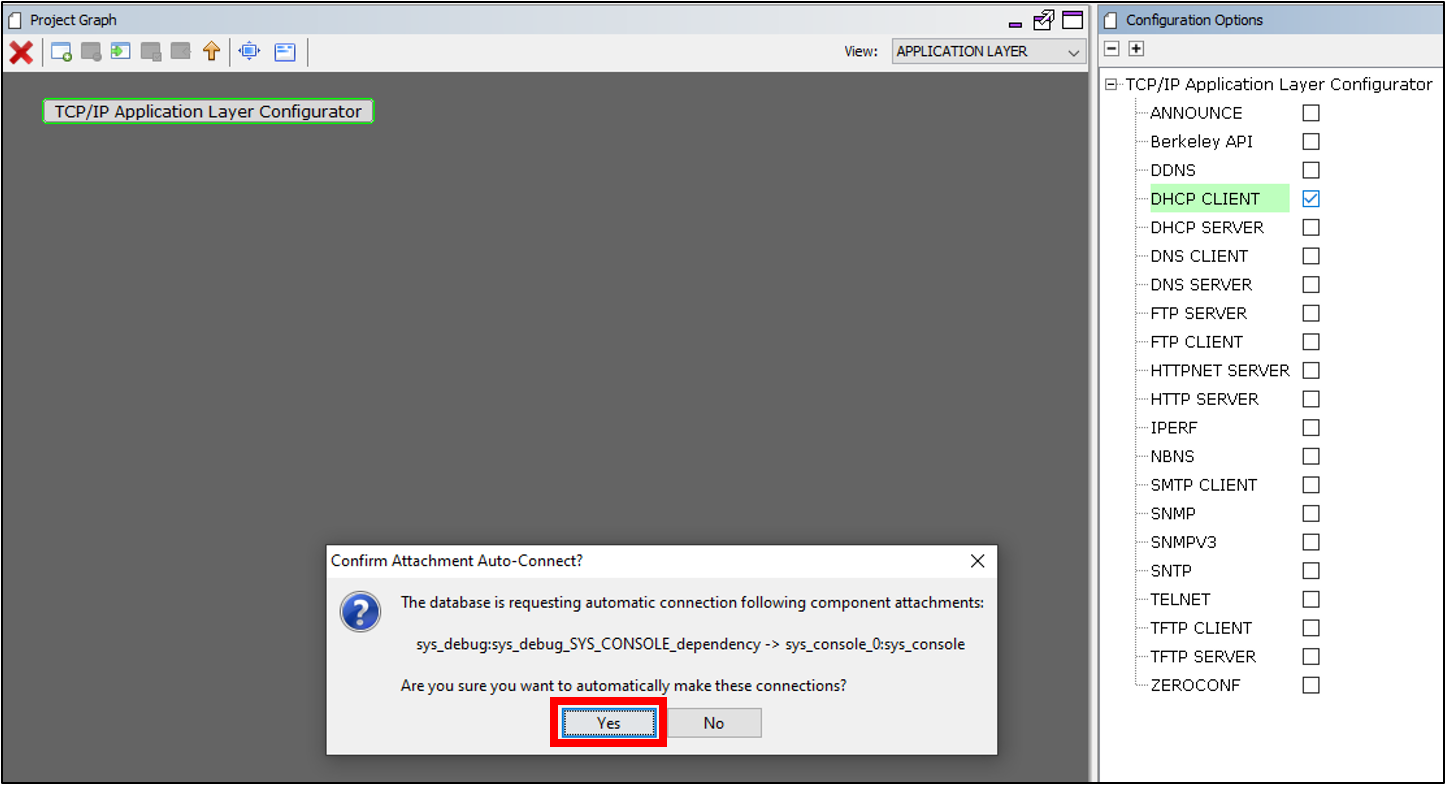 Project Graph
View:
APPLICATION LAYER
TCP/IP Application Layer Configurator
Confirm Attachment Auto-Connect?
The database is requesting automatic connection following component attachments:
sys_debug:sys_debug_SYS_CONSOLE_dependency -> sys_console_0:sys_console
Are you sure you want to automatically make these connections?
Yes
No
Configuration Options
TCP/IP Application Layer Configurator
ANNOUNCE
Berkeley API
DDNS
DHCP CLIENT
DHCP SERVER
DNS CLIENT
DNS SERVER
FTP SERVER
FTP CLIENT
HTTPNET SERVER
HTTP SERVER
IPERF
NBNS
SMTP CLIENT
SNMP
SNMPV3
SNTP
TELNET
TFTP CLIENT
TFTP SERVER
ZEROCONF